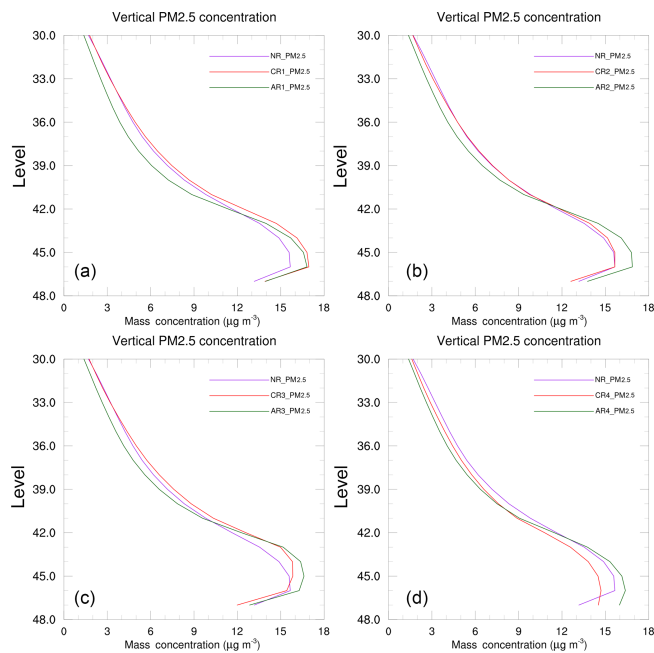 Vertical PM2.5 concentration
30.0
33.0
36.0
39.0
42.0
45.0
48.0
Level
NR_PM2.5
CR1_PM2.5
AR1_PM2.5
(a)
0 3 6 9 12 15 18
Mass concentration (μg m⁻³)
Vertical PM2.5 concentration
30.0
33.0
36.0
39.0
42.0
45.0
48.0
Level
NR_PM2.5
CR2_PM2.5
AR2_PM2.5
(b)
0 3 6 9 12 15 18
Mass concentration (μg m⁻³)
Vertical PM2.5 concentration
30.0
33.0
36.0
39.0
42.0
45.0
48.0
Level
NR_PM2.5
CR3_PM2.5
AR3_PM2.5
(c)
0 3 6 9 12 15 18
Mass concentration (μg m⁻³)
Vertical PM2.5 concentration
30.0
33.0
36.0
39.0
42.0
45.0
48.0
Level
NR_PM2.5
CR4_PM2.5
AR4_PM2.5
(d)
0 3 6 9 12 15 18
Mass concentration (μg m⁻³)